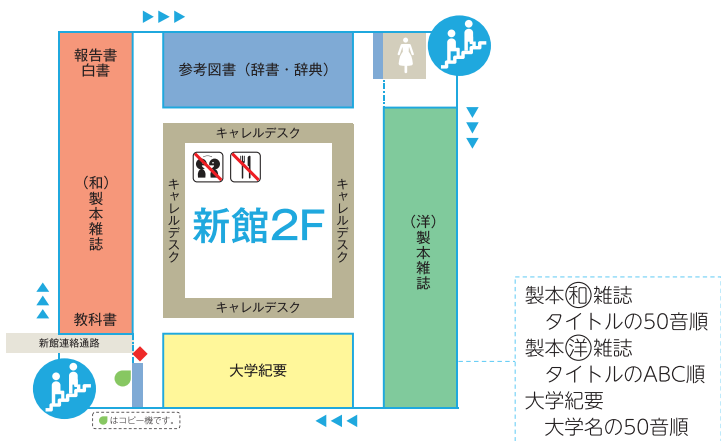 報告書
白書
参考図書（辞書・辞典）
キャレルデスク
（和）製本雑誌
キャレルデスク
新館2F
キャレルデスク
（洋）製本雑誌
キャレルデスク
教科書
新館連絡通路
大学紀要
はコピー機です。
製本和雑誌
タイトルの50音順
製本洋雑誌
タイトルのABC順
大学紀要
大学名の50音順